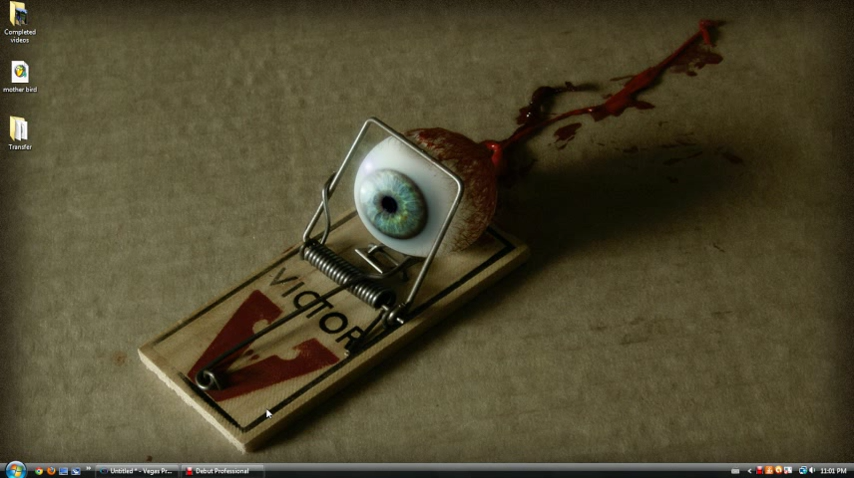 Completed
videos
mother bird
Transfer
VICTOR
Untitled * - Vegas Pr...
Debut Professional
11:01 PM